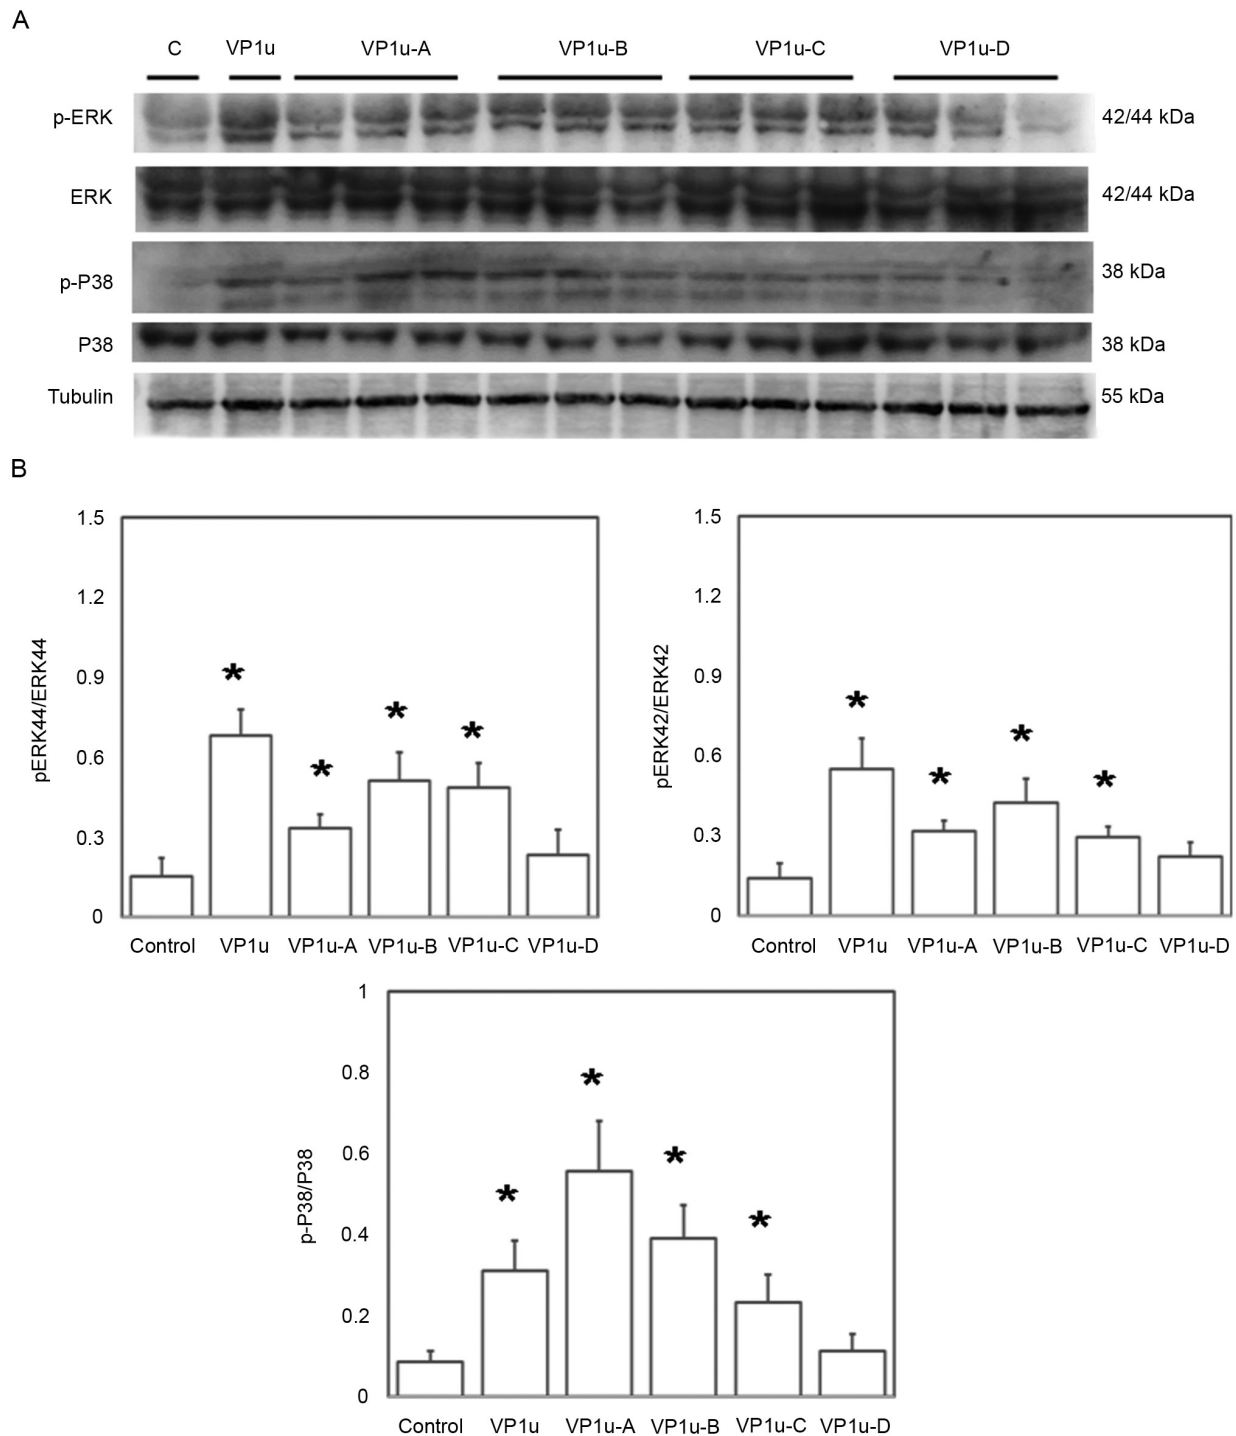 A
C VP1u VP1u-A VP1u-B VP1u-C VP1u-D
p-ERK 42/44 kDa
ERK 42/44 kDa
p-P38 38 kDa
P38 38 kDa
Tubulin 55 kDa
B
pERK44/ERK44
1.5
1.2
0.9
0.6
0.3
0
* * * *
Control VP1u VP1u-A VP1u-B VP1u-C VP1u-D
pERK42/ERK42
1.5
1.2
0.9
0.6
0.3
0
* * * *
Control VP1u VP1u-A VP1u-B VP1u-C VP1u-D
p-P38/P38
1
0.8
0.6
0.4
0.2
0
* * * *
Control VP1u VP1u-A VP1u-B VP1u-C VP1u-D